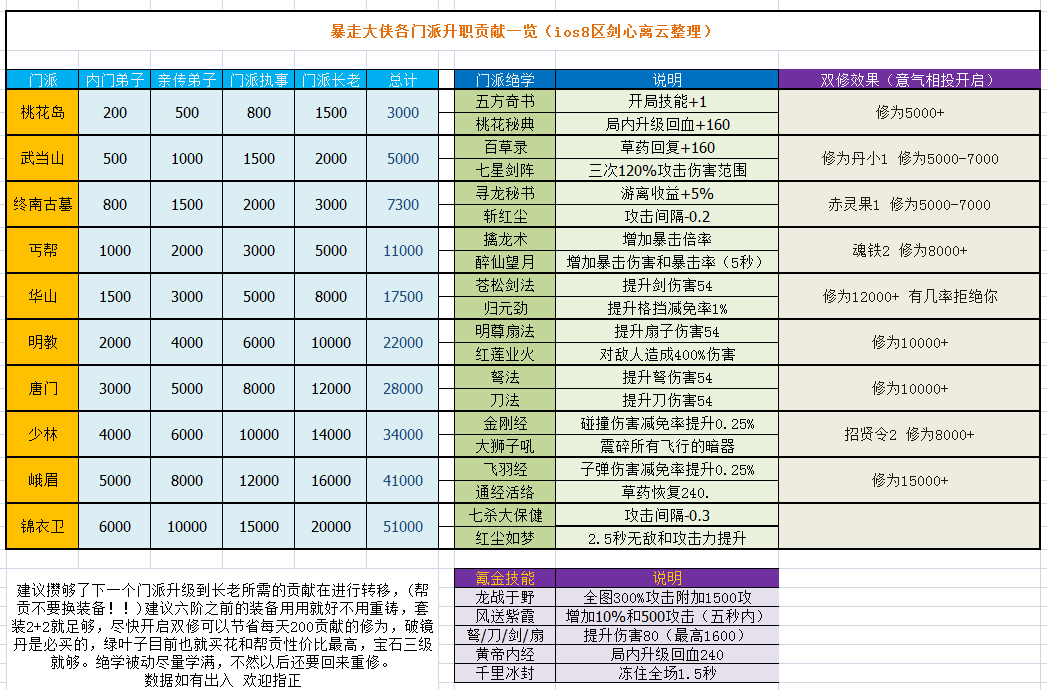 暴走大侠各门派升职贡献一览（ios8区剑心离云整理）
门派 内门弟子 亲传弟子 门派执事 门派长老 总计 门派绝学 说明 双修效果（意气相投开启）
桃花岛 200 500 800 1500 3000 五方奇书 开局技能+1 修为5000+
桃花秘典 局内升级回血+160
武当山 500 1000 1500 2000 5000 百草录 草药回复+160 修为丹小1 修为5000-7000
七星剑阵 三次120%攻击伤害范围
终南古墓 800 1500 2000 3000 7300 寻龙秘书 游离收益+5% 赤灵果1 修为5000-7000
斩红尘 攻击间隔-0.2
丐帮 1000 2000 3000 5000 11000 擒龙术 增加暴击倍率 魂铁2 修为8000+
醉仙望月 增加暴击伤害和暴击率（5秒）
华山 1500 3000 5000 8000 17500 苍松剑法 提升剑伤害54 修为12000+ 有几率拒绝你
归元劲 提升格挡减免率1%
明教 2000 4000 6000 10000 22000 明尊扇法 提升扇子伤害54 修为10000+
红莲业火 对敌人造成400%伤害
唐门 3000 5000 8000 12000 28000 弩法 提升弩伤害54 修为10000+
刀法 提升刀伤害54
少林 4000 6000 10000 14000 34000 金刚经 碰撞伤害减免率提升0.25% 招贤令2 修为8000+
大狮子吼 震碎所有飞行的暗器
峨眉 5000 8000 12000 16000 41000 飞羽经 子弹伤害减免率提升0.25% 修为15000+
通经活络 草药恢复240.
锦衣卫 6000 10000 15000 20000 51000 七杀大保健 攻击间隔-0.3
红尘如梦 2.5秒无敌和攻击力提升
建议攒够了下一个门派升级到长老所需的贡献在进行转移，（帮
贡不要换装备！！）建议六阶之前的装备用用就好不用重铸，套
装2+2就足够，尽快开启双修可以节省每天200贡献的修为，破镜
丹是必买的，绿叶子目前也就买花和帮贡性价比最高，宝石三级
就够。绝学被动尽量学满，不然以后还要回来重修。
数据如有出入 欢迎指正
氪金技能 说明
龙战于野 全图300%攻击附加1500攻
风送紫霞 增加10%和500攻击（五秒内）
弩/刀/剑/扇 提升伤害80（最高1600）
黄帝内经 局内升级回血240
千里冰封 冻住全场1.5秒